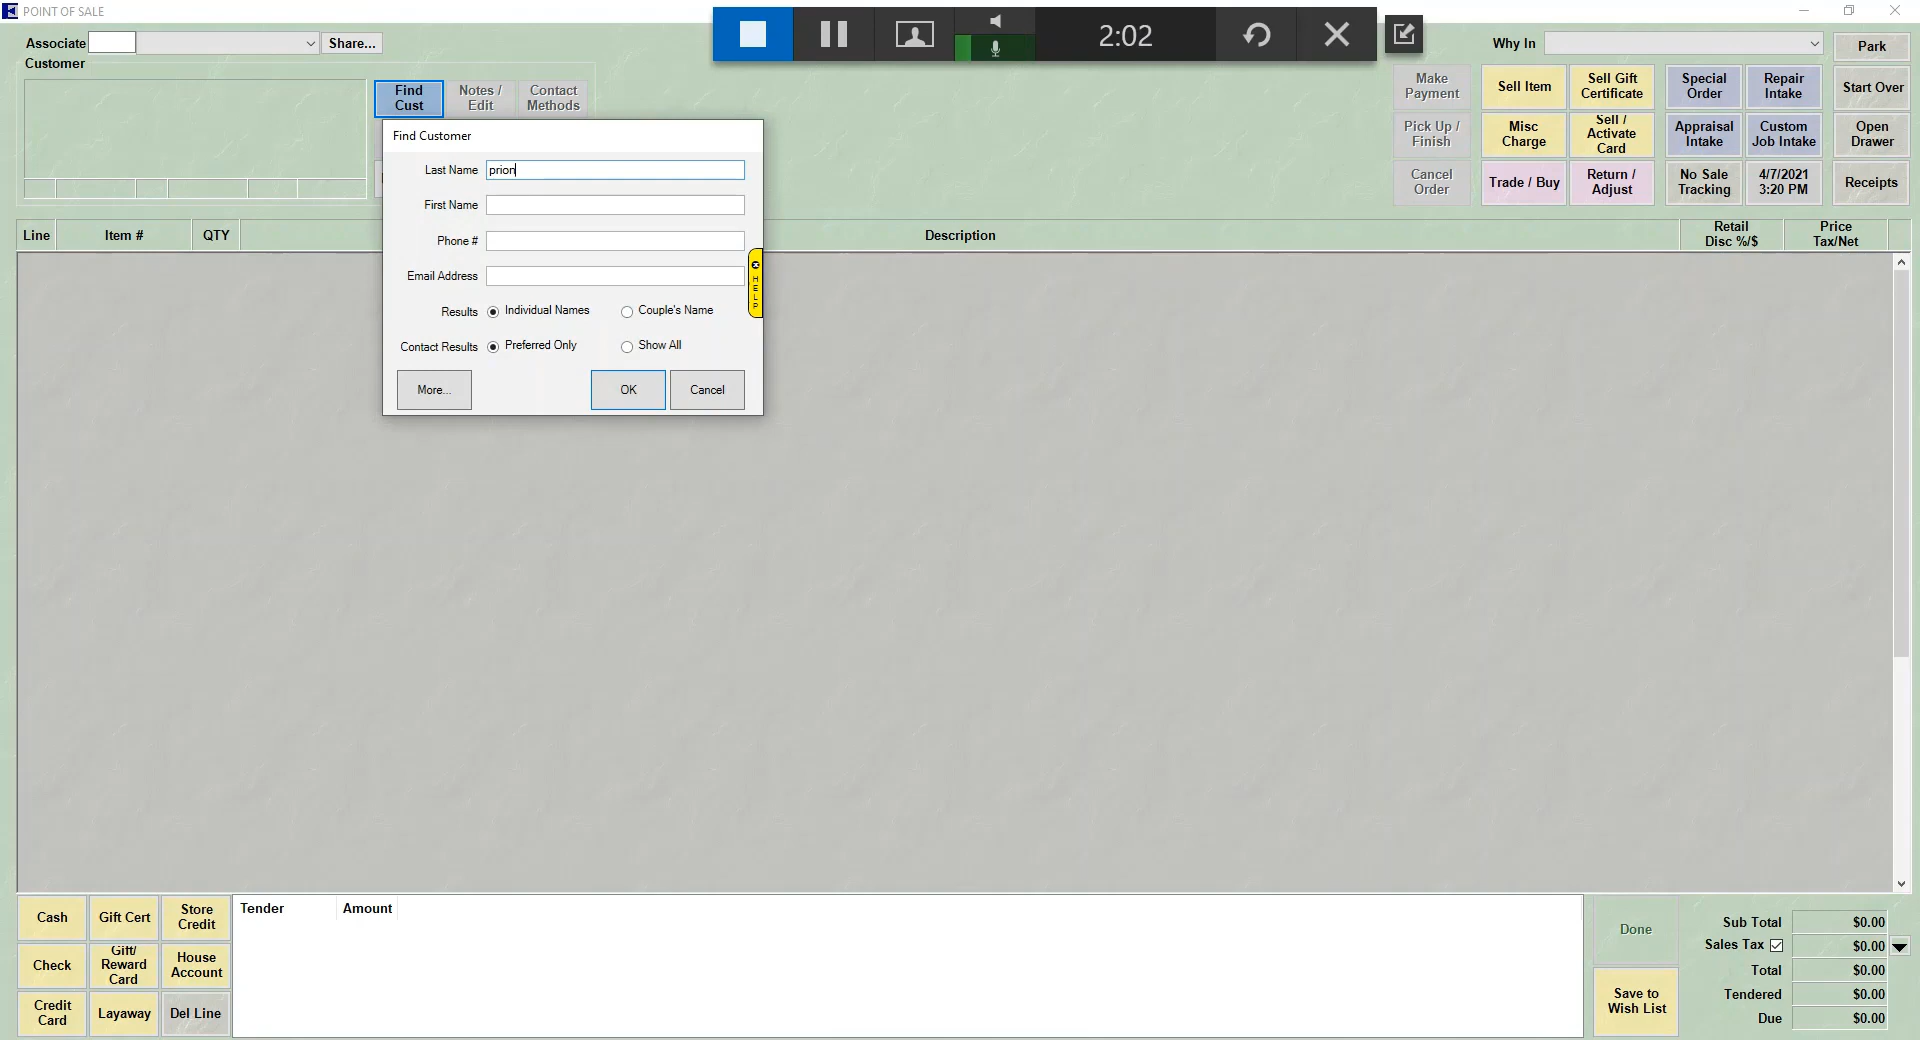 POINT OF SALE
Associate
Share...
2:02
Why In
Park
Customer
Find
Cust
Notes /
Edit
Contact
Methods
Make
Payment
Sell Item
Sell Gift
Certificate
Special
Order
Repair
Intake
Start Over
Pick Up /
Finish
Misc
Charge
Sell /
Activate
Card
Appraisal
Intake
Custom
Job Intake
Open
Drawer
Cancel
Order
Trade / Buy
Return /
Adjust
No Sale
Tracking
4/7/2021
3:20 PM
Receipts
Find Customer
Last Name prion
First Name
Phone #
Email Address
HELP
Results Individual Names Couple's Name
Contact Results Preferred Only Show All
More... OK Cancel
Line Item # QTY Description
Retail
Disc %/$
Price
Tax/Net
Cash
Gift Cert
Store
Credit
Check
Gift/
Reward
Card
House
Account
Credit
Card
Layaway
Del Line
Tender Amount
Done
Save to
Wish List
Sub Total $0.00
Sales Tax $0.00
Total $0.00
Tendered $0.00
Due $0.00